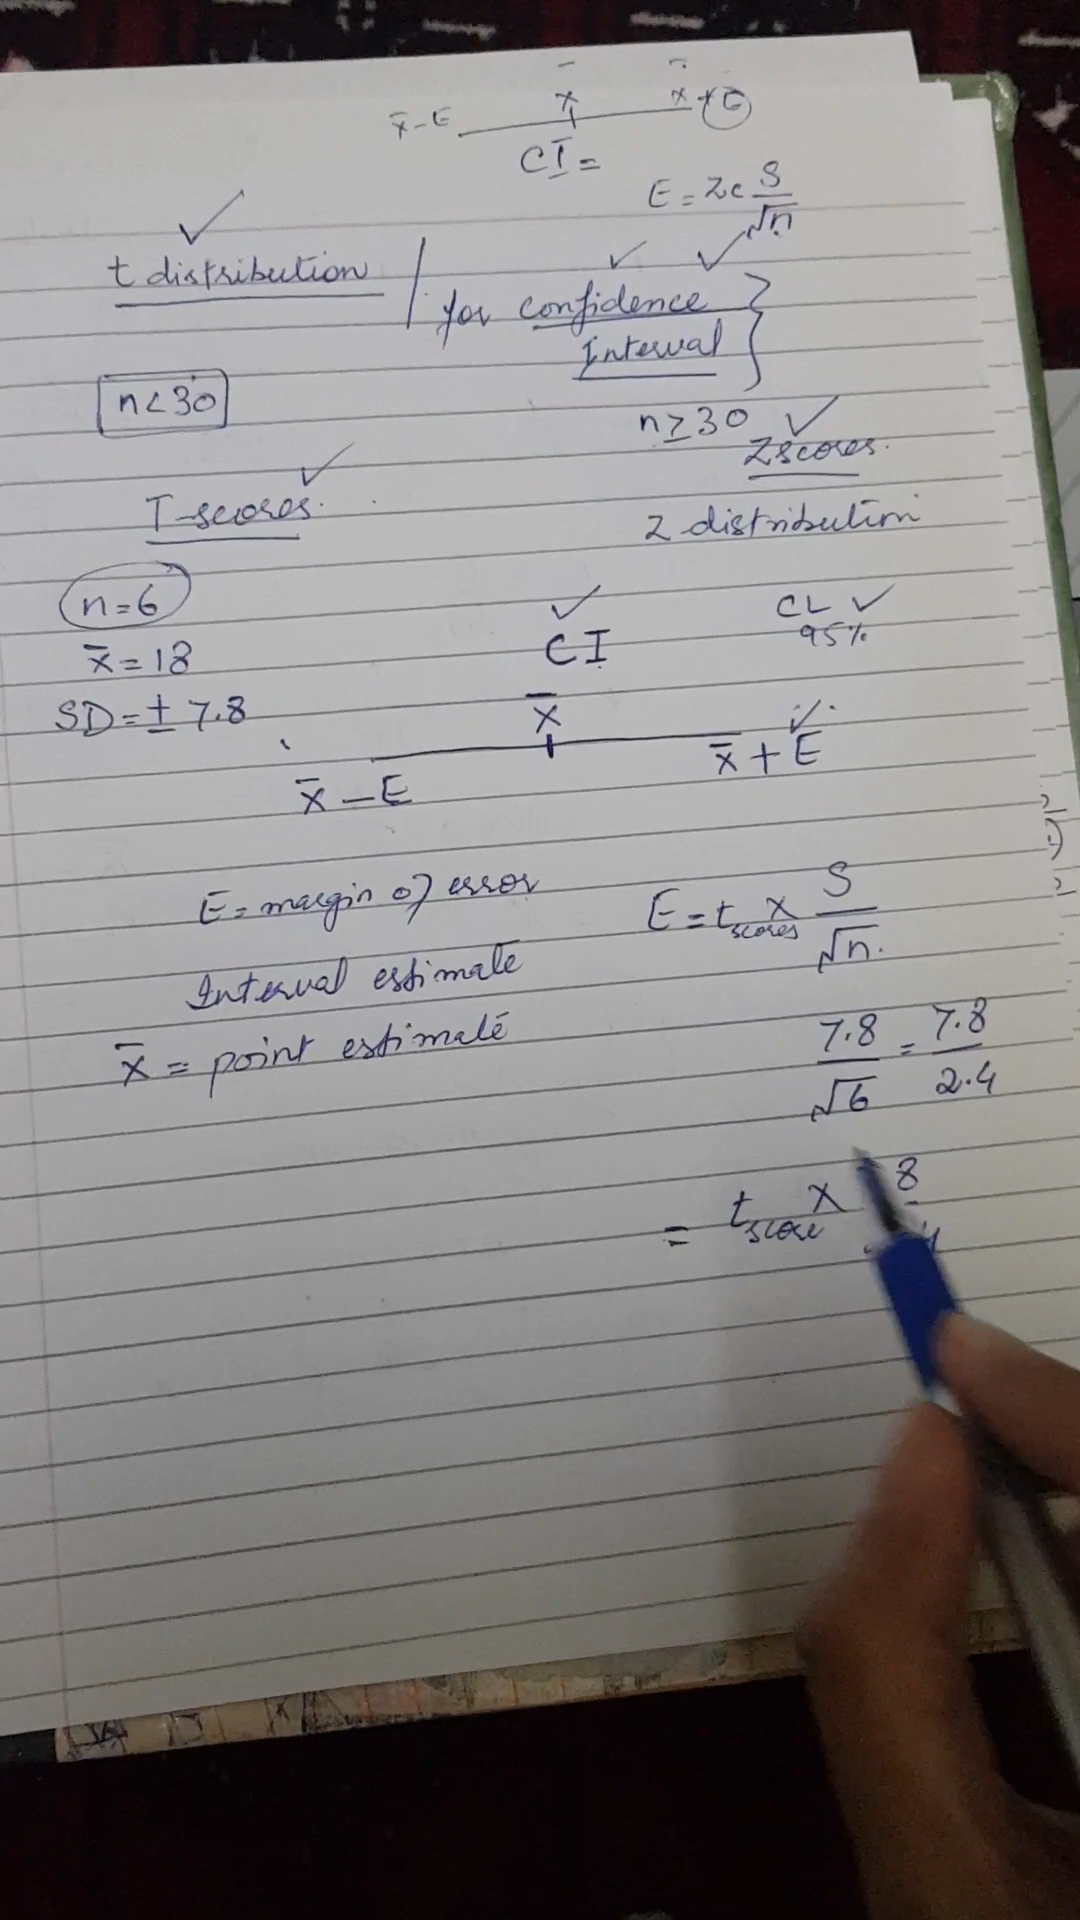 x̄ x̄ + E
x̄ - E
CI =
E = Zc S/√n
t distribution / for confidence
Interval
n < 30
n ≥ 30
Z scores.
T-scores.
Z distribution
n = 6
CL
95%
x̄ = 18
CI
SD = ± 7.8
x̄
x̄ - E x̄ + E
E = margin of error
E = t scores × S/√n.
Interval estimate
x̄ = point estimate
7.8/√6 = 7.8/2.4
= t score × 8